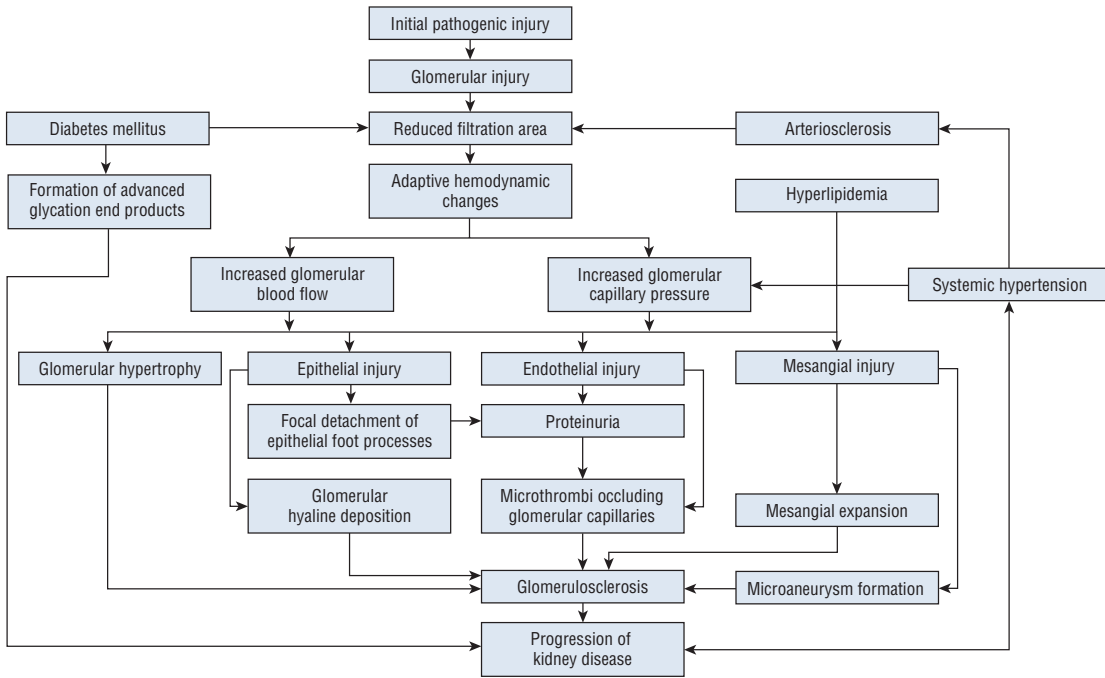 Initial pathogenic injury
Glomerular injury
Diabetes mellitus
Reduced filtration area
Arteriosclerosis
Formation of advanced
glycation end products
Adaptive hemodynamic
changes
Hyperlipidemia
Increased glomerular
blood flow
Increased glomerular
capillary pressure
Systemic hypertension
Glomerular hypertrophy
Epithelial injury
Endothelial injury
Mesangial injury
Focal detachment of
epithelial foot processes
Proteinuria
Glomerular
hyaline deposition
Microthrombi occluding
glomerular capillaries
Mesangial expansion
Glomerulosclerosis
Microaneurysm formation
Progression of
kidney disease